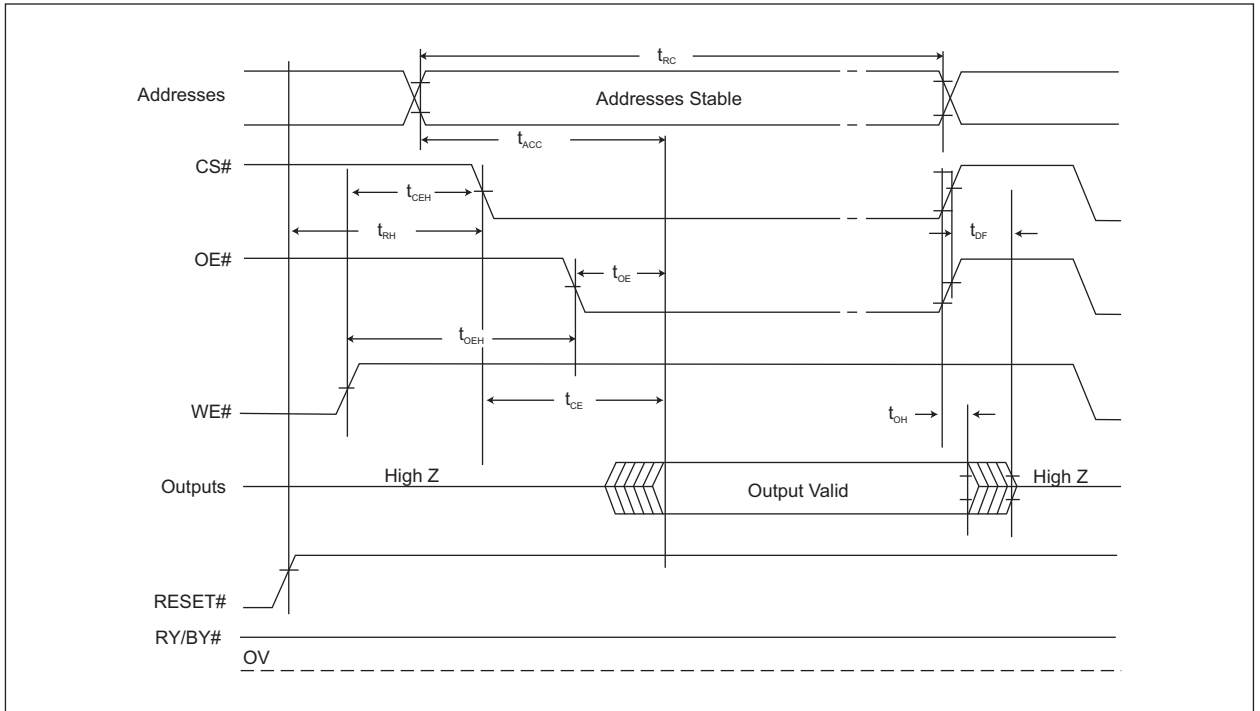 tRC
Addresses
Addresses Stable
tACC
CS#
tCEH
tRH
tDF
OE#
tOE
tOEH
WE#
tCE
tOH
High Z
Outputs
Output Valid
High Z
RESET#
RY/BY#
OV